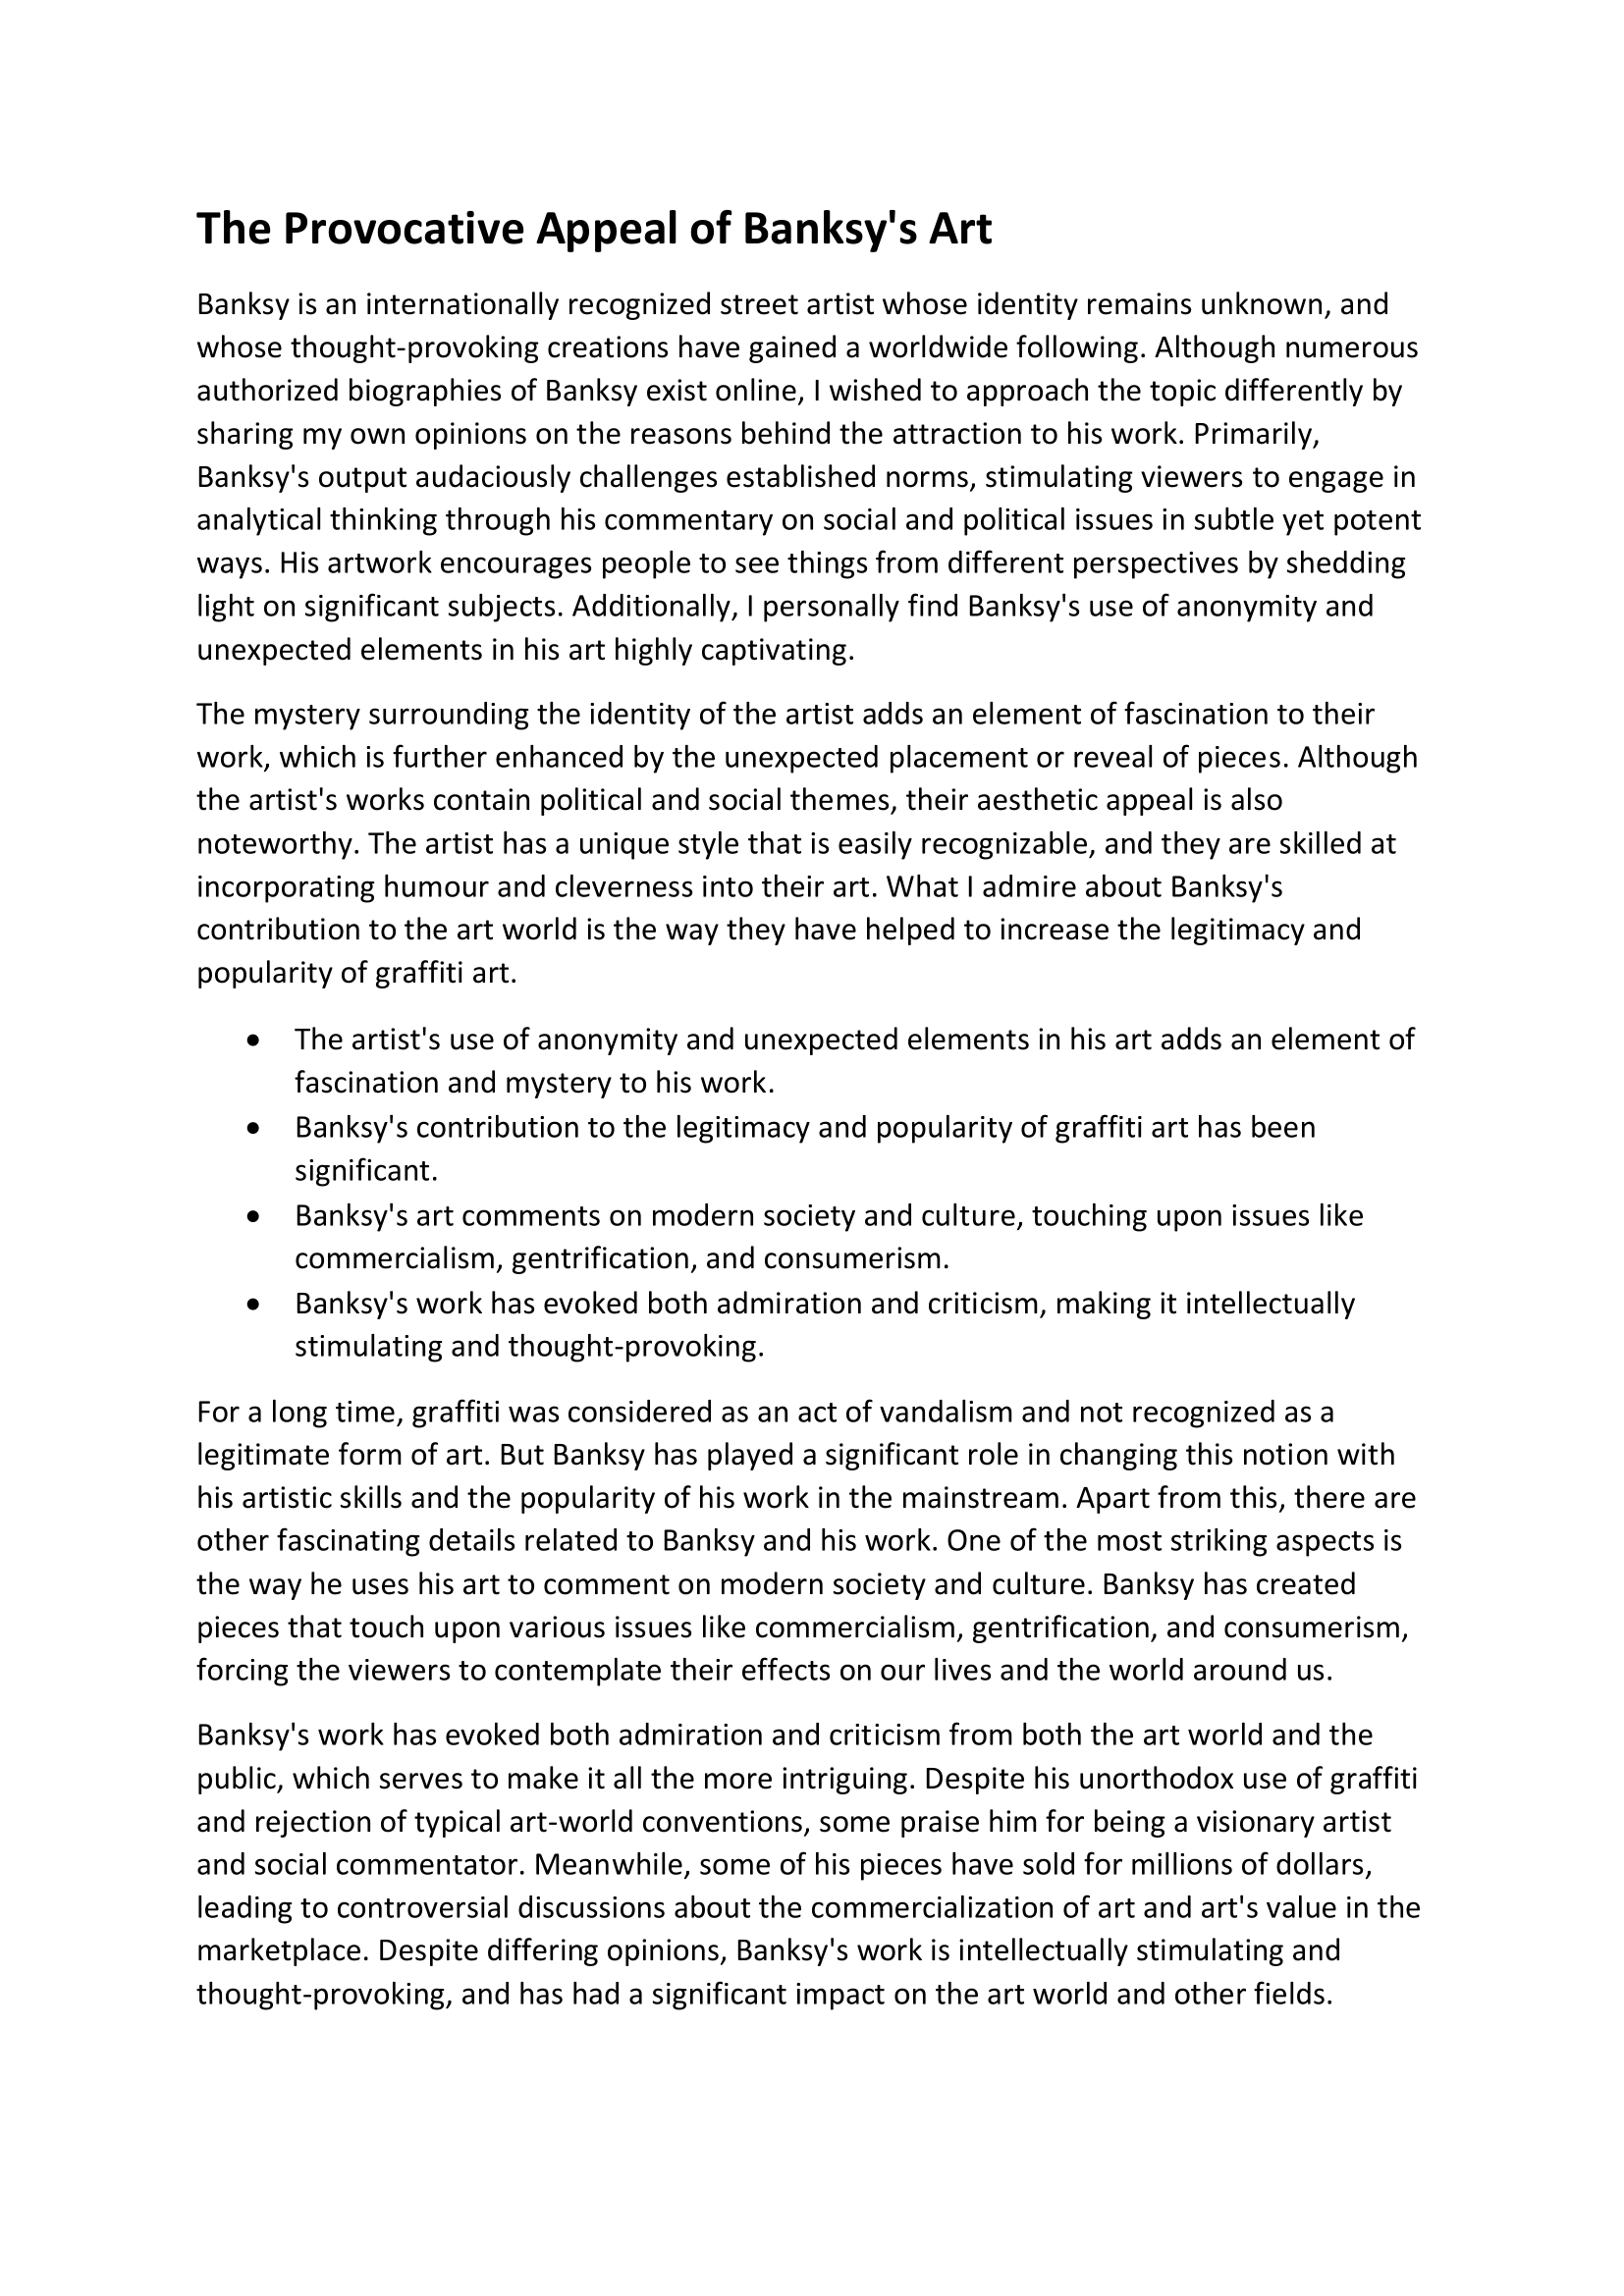 The Provocative Appeal of Banksy's Art
Banksy is an internationally recognized street artist whose identity remains unknown, and
whose thought-provoking creations have gained a worldwide following. Although numerous
authorized biographies of Banksy exist online, I wished to approach the topic differently by
sharing my own opinions on the reasons behind the attraction to his work. Primarily,
Banksy's output audaciously challenges established norms, stimulating viewers to engage in
analytical thinking through his commentary on social and political issues in subtle yet potent
ways. His artwork encourages people to see things from different perspectives by shedding
light on significant subjects. Additionally, I personally find Banksy's use of anonymity and
unexpected elements in his art highly captivating.
The mystery surrounding the identity of the artist adds an element of fascination to their
work, which is further enhanced by the unexpected placement or reveal of pieces. Although
the artist's works contain political and social themes, their aesthetic appeal is also
noteworthy. The artist has a unique style that is easily recognizable, and they are skilled at
incorporating humour and cleverness into their art. What I admire about Banksy's
contribution to the art world is the way they have helped to increase the legitimacy and
popularity of graffiti art.
• The artist's use of anonymity and unexpected elements in his art adds an element of
fascination and mystery to his work.
• Banksy's contribution to the legitimacy and popularity of graffiti art has been
significant.
• Banksy's art comments on modern society and culture, touching upon issues like
commercialism, gentrification, and consumerism.
• Banksy's work has evoked both admiration and criticism, making it intellectually
stimulating and thought-provoking.
For a long time, graffiti was considered as an act of vandalism and not recognized as a
legitimate form of art. But Banksy has played a significant role in changing this notion with
his artistic skills and the popularity of his work in the mainstream. Apart from this, there are
other fascinating details related to Banksy and his work. One of the most striking aspects is
the way he uses his art to comment on modern society and culture. Banksy has created
pieces that touch upon various issues like commercialism, gentrification, and consumerism,
forcing the viewers to contemplate their effects on our lives and the world around us.
Banksy's work has evoked both admiration and criticism from both the art world and the
public, which serves to make it all the more intriguing. Despite his unorthodox use of graffiti
and rejection of typical art-world conventions, some praise him for being a visionary artist
and social commentator. Meanwhile, some of his pieces have sold for millions of dollars,
leading to controversial discussions about the commercialization of art and art's value in the
marketplace. Despite differing opinions, Banksy's work is intellectually stimulating and
thought-provoking, and has had a significant impact on the art world and other fields.